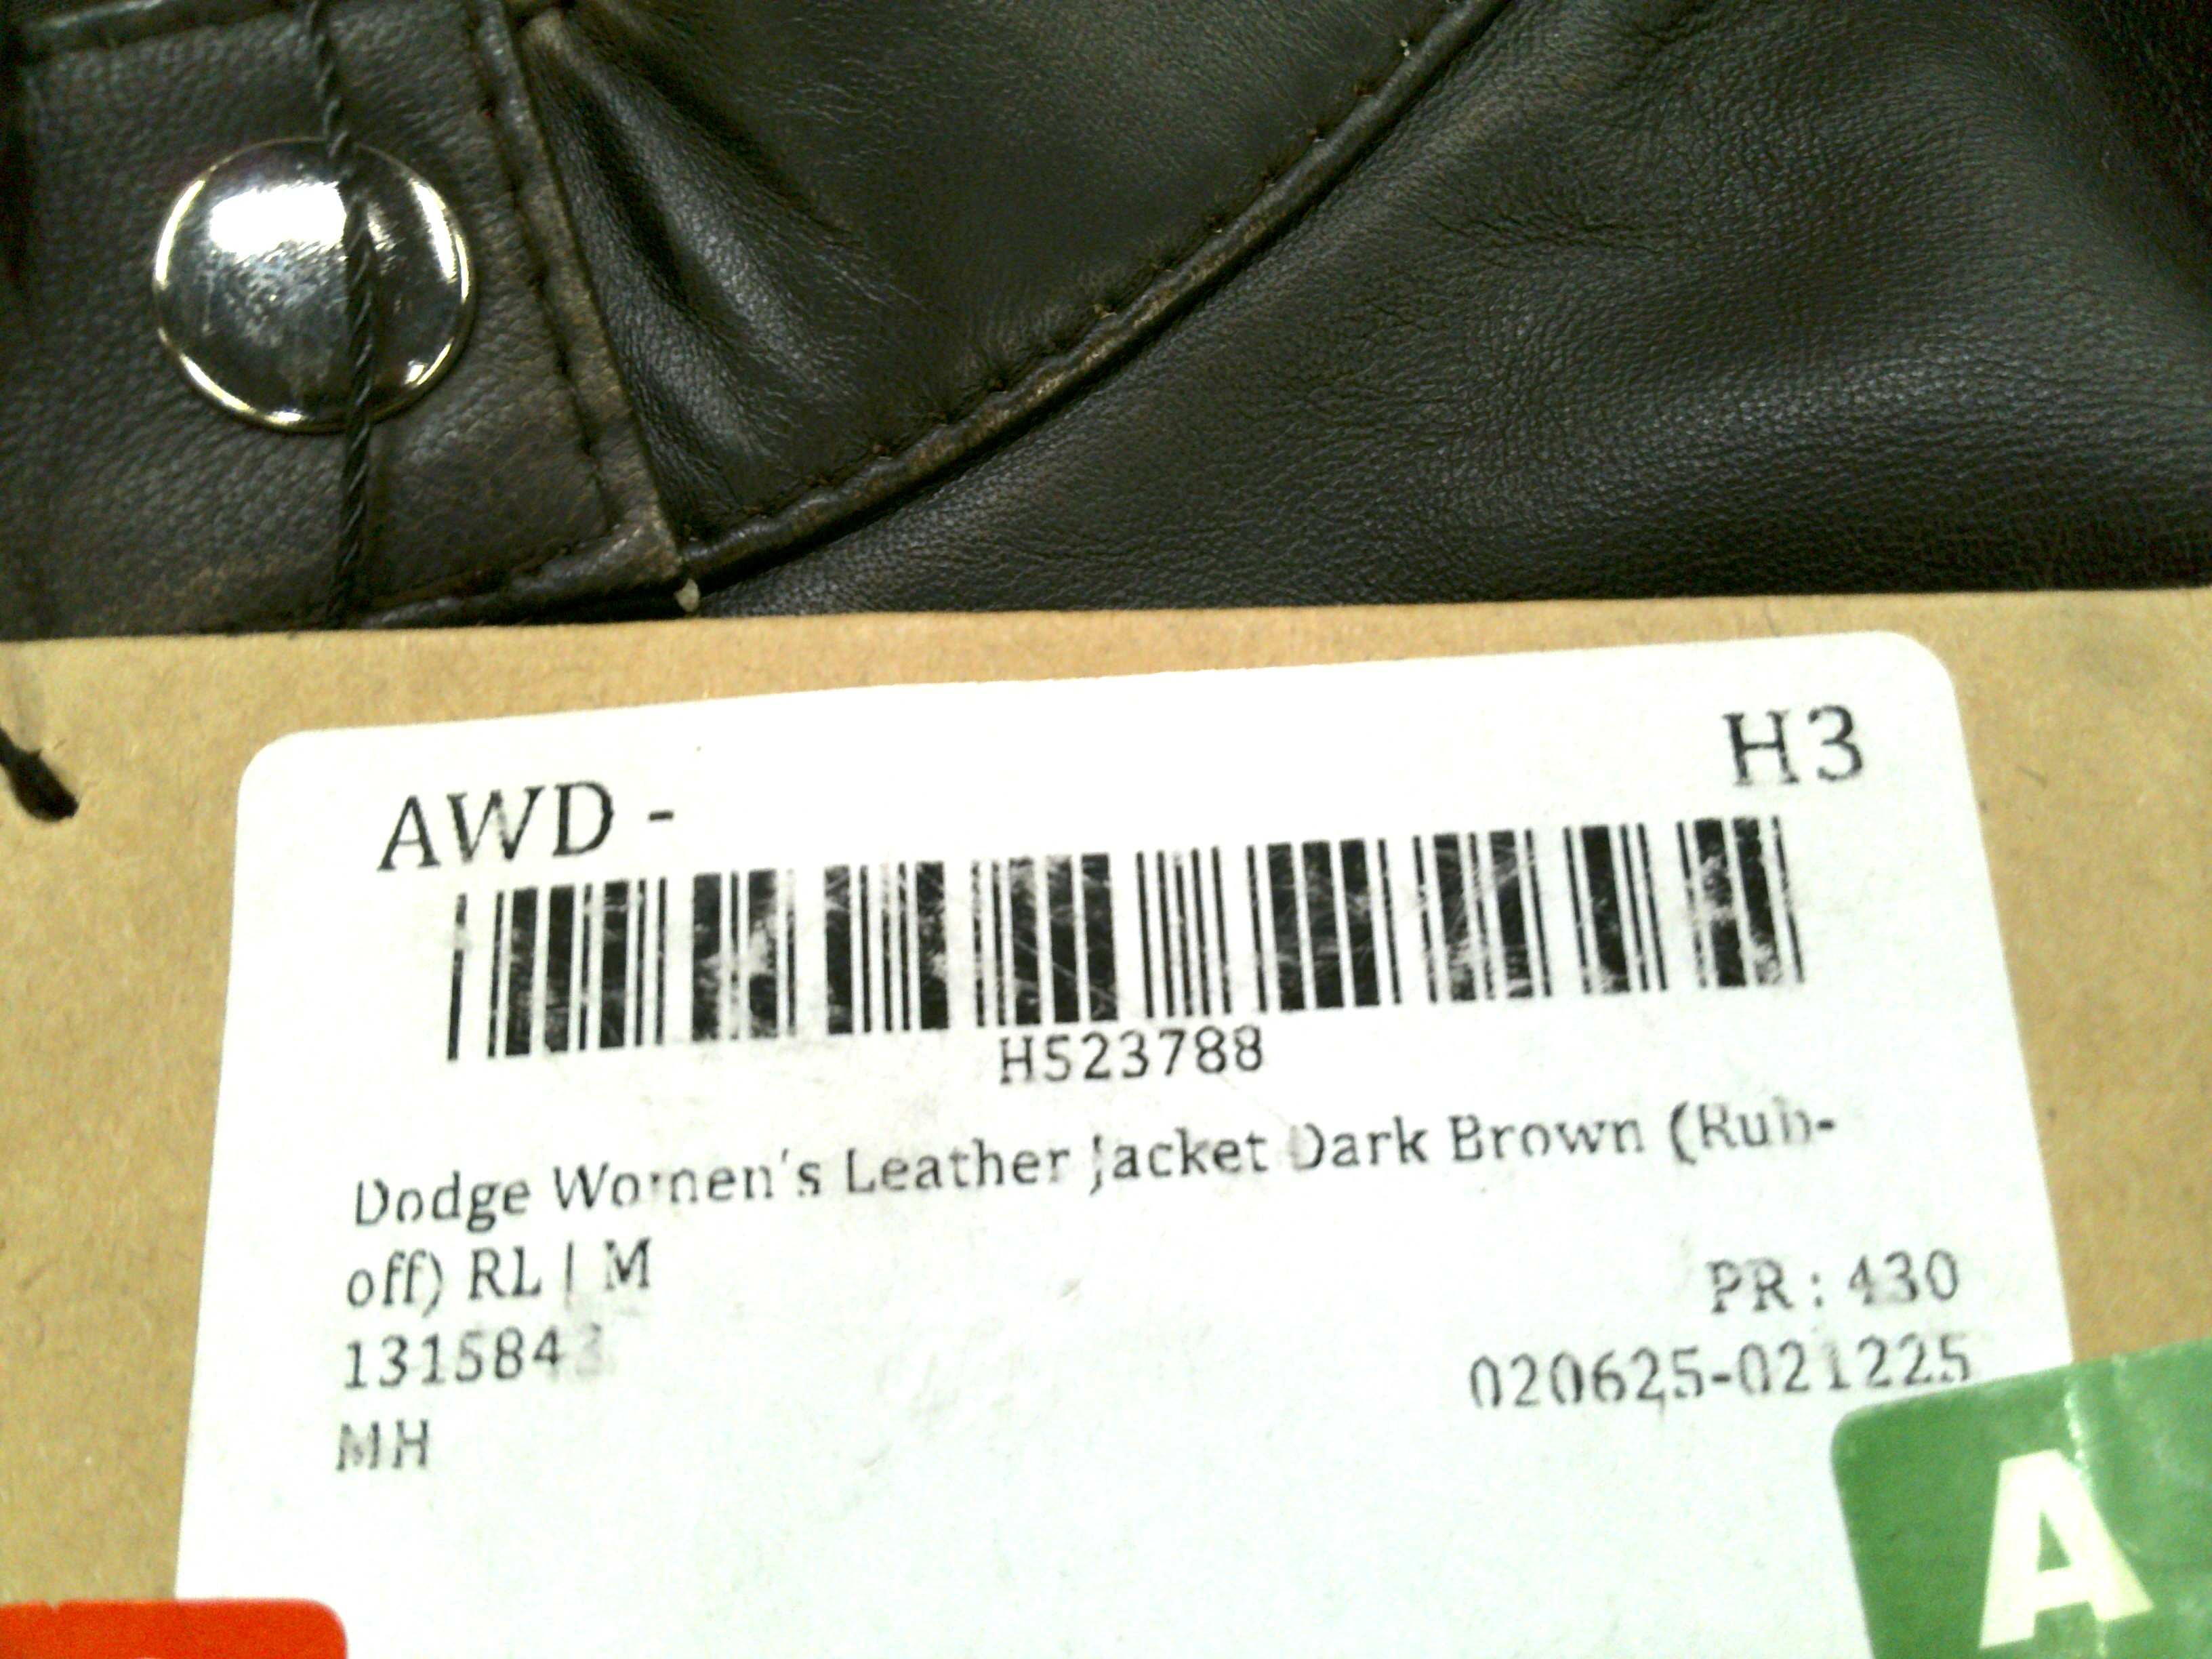 AWD - H3
H523788
Dodge Women's Leather Jacket Dark Brown (Rub-
off) RL | M
PR : 430
020625-021225
MH
A